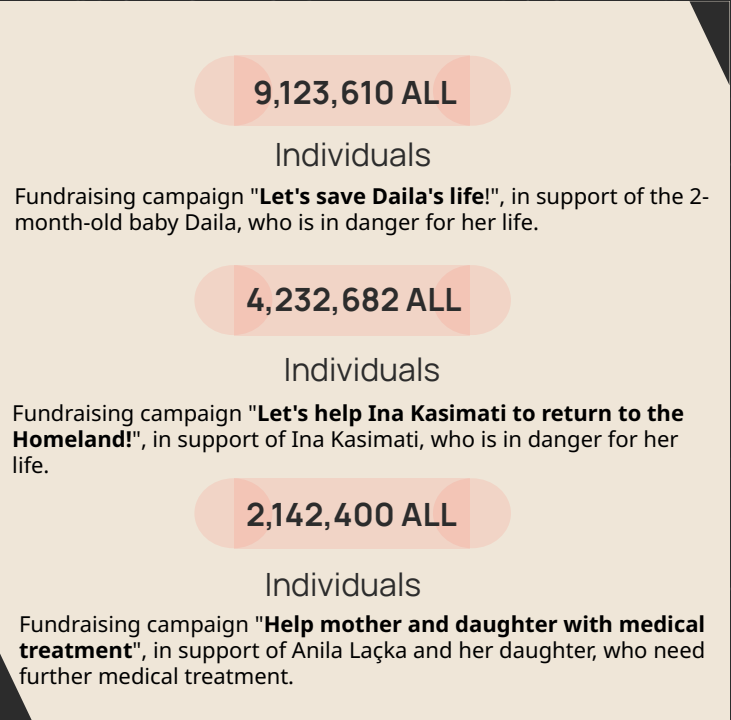 9,123,610 ALL
Individuals
Fundraising campaign "Let's save Daila's life!", in support of the 2-
month-old baby Daila, who is in danger for her life.
4,232,682 ALL
Individuals
Fundraising campaign "Let's help Ina Kasimati to return to the
Homeland!", in support of Ina Kasimati, who is in danger for her
life.
2,142,400 ALL
Individuals
Fundraising campaign "Help mother and daughter with medical
treatment", in support of Anila Laçka and her daughter, who need
further medical treatment.